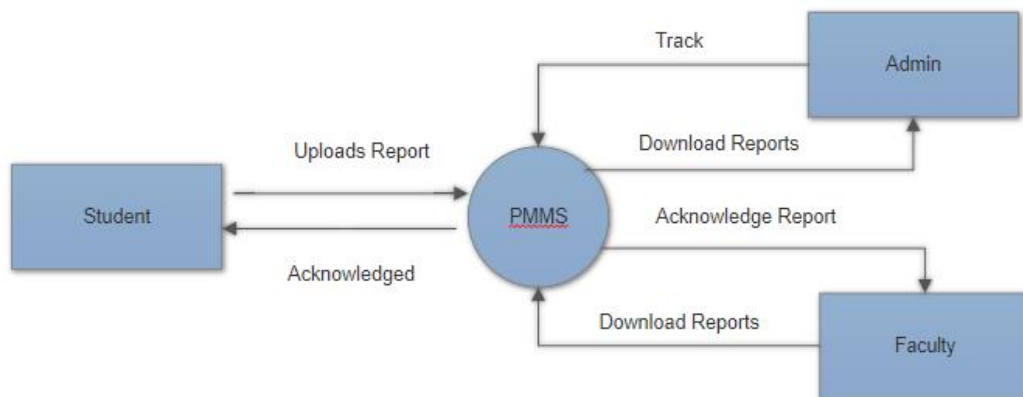 Track
Admin
Uploads Report
Download Reports
Student
PMMS
Acknowledge Report
Acknowledged
Download Reports
Faculty